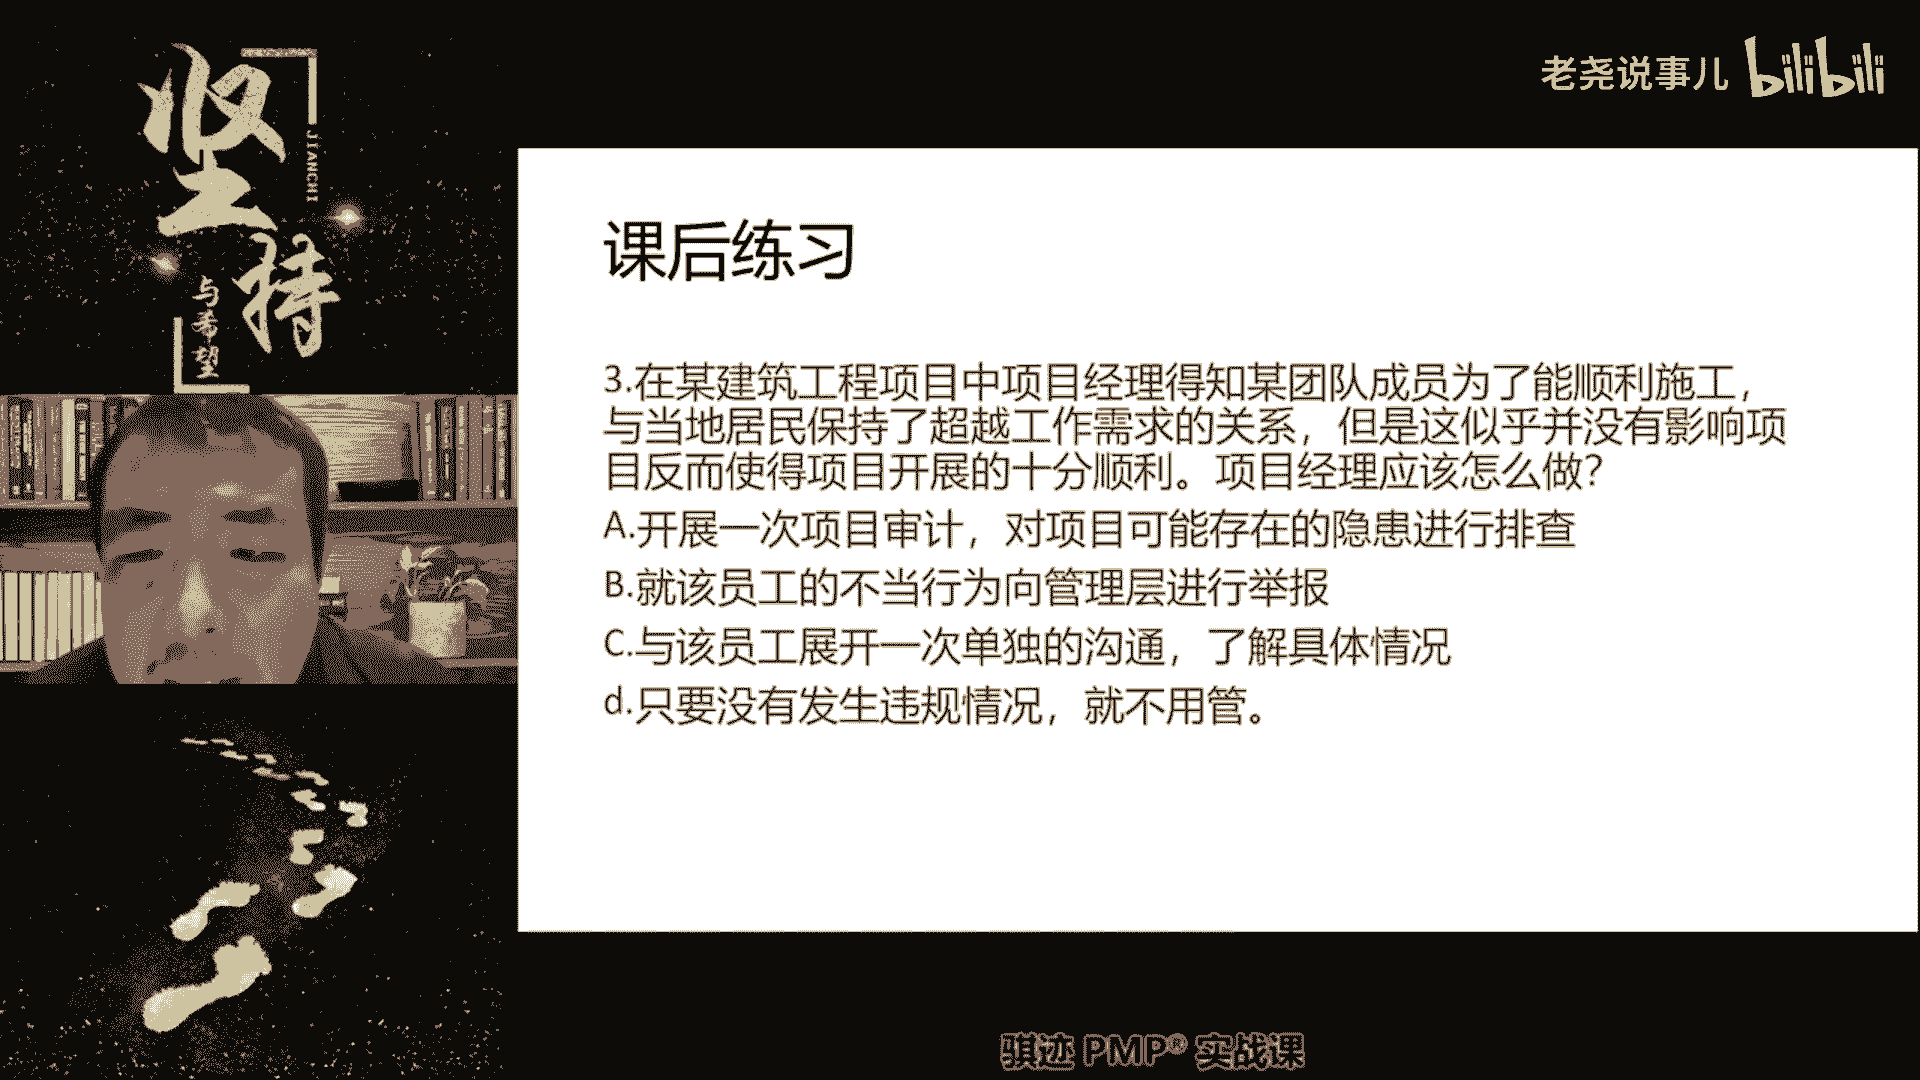 坚持
JIANCHI
与希望
老尧说事儿 bilibili
课后练习
3.在某建筑工程项目中项目经理得知某团队成员为了能顺利施工，
与当地居民保持了超越工作需求的关系，但是这似乎并没有影响项
目反而使得项目开展的十分顺利。项目经理应该怎么做？
A.开展一次项目审计，对项目可能存在的隐患进行排查
B.就该员工的不当行为向管理层进行举报
C.与该员工展开一次单独的沟通，了解具体情况
d.只要没有发生违规情况，就不用管。
骐迹 PMP® 实战课